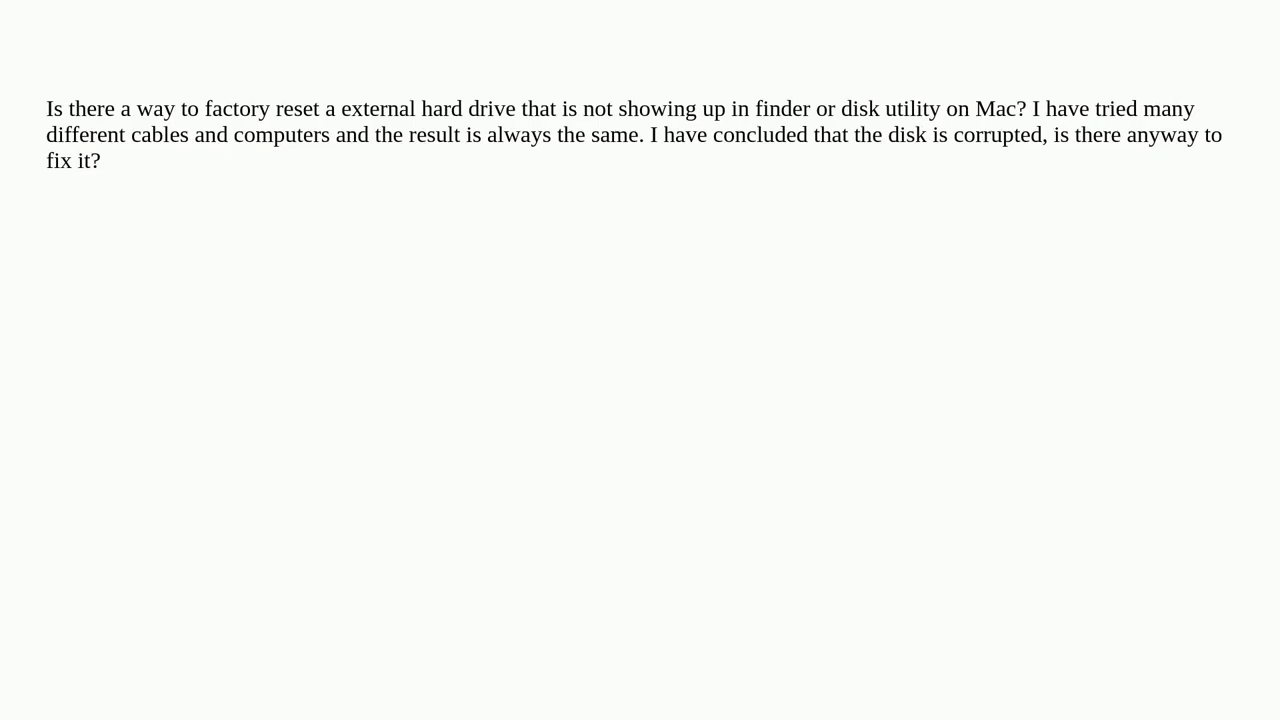 Is there a way to factory reset a external hard drive that is not showing up in finder or disk utility on Mac? I have tried many
different cables and computers and the result is always the same. I have concluded that the disk is corrupted, is there anyway to
fix it?